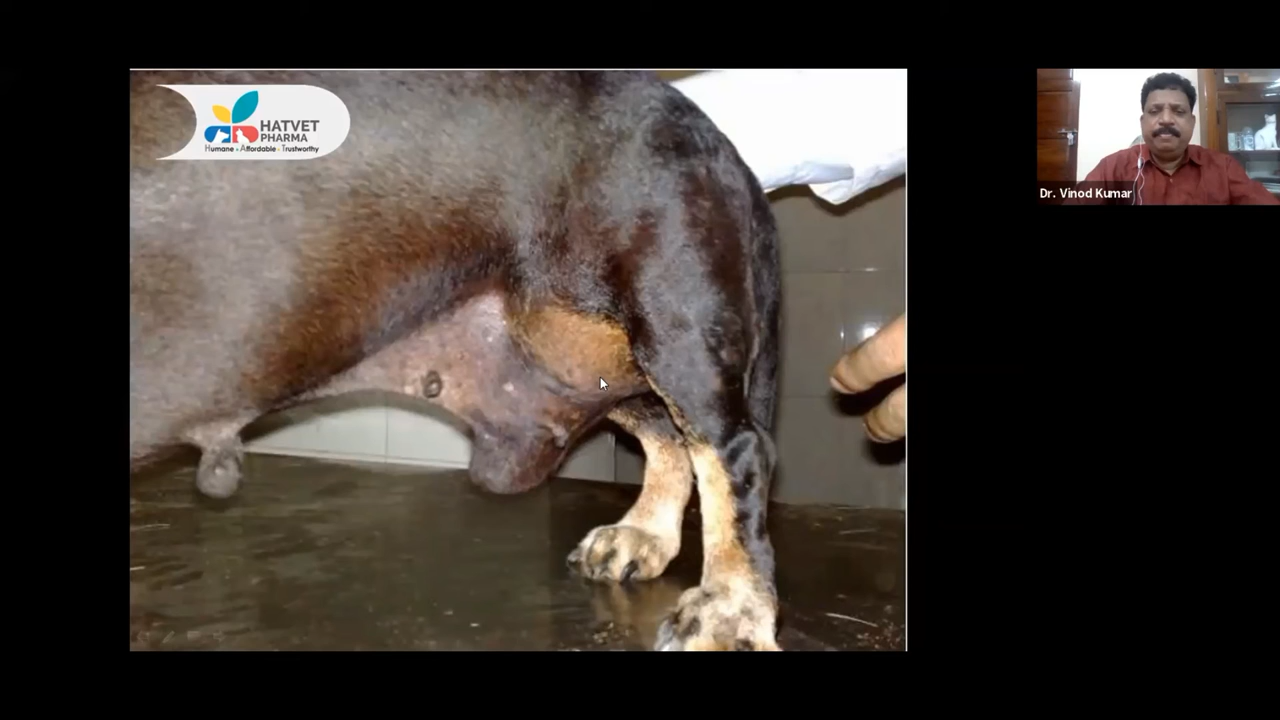 HATVET
PHARMA
Humane • Affordable • Trustworthy
Dr. Vinod Kumar